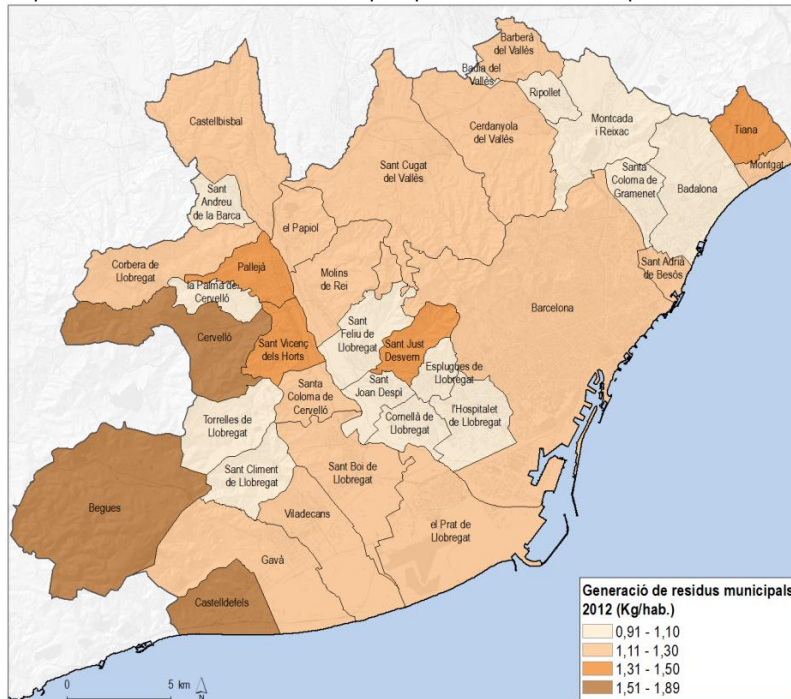 Barberà
del Vallès
Badia del
Vallès
Ripollet
Castellbisbal
Cerdanyola
del Vallès
Montcada
i Reixac
Tiana
Montgat
Sant Cugat
del Vallès
Santa
Coloma de
Gramenet
Badalona
Sant
Andreu
de la Barca
el Papiol
Corbera de
Llobregat
Pallejà
Molins
de Rei
Sant Adrià
de Besòs
la Palma de
Cervelló
Barcelona
Cervelló
Sant Vicenç
dels Horts
Sant
Feliu de
Llobregat
Sant Just
Desvern
Esplugues de
Llobregat
Santa
Coloma de
Cervelló
Sant
Joan Despí
Cornellà de
Llobregat
l'Hospitalet
de Llobregat
Torrelles de
Llobregat
Sant Climent
de Llobregat
Sant Boi de
Llobregat
Begues
Viladecans
el Prat de
Llobregat
Gavà
Castelldefels
Generació de residus municipals
2012 (Kg/hab.)
0,91 - 1,10
1,11 - 1,30
1,31 - 1,50
1,51 - 1,89
0 5 km